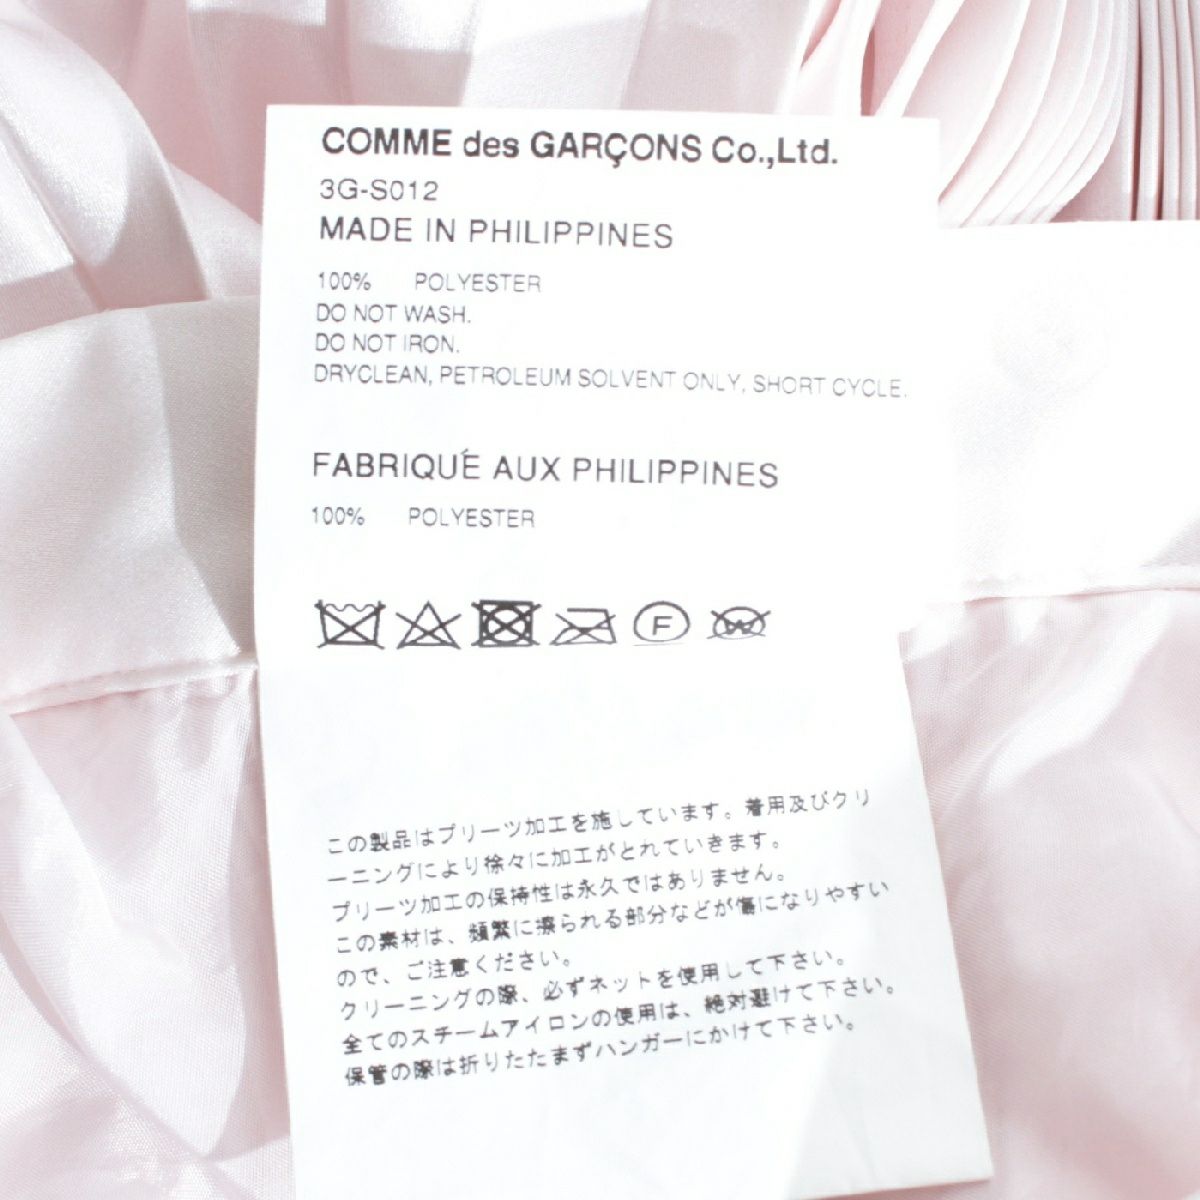 COMME des GARÇONS Co.,Ltd.
3G-S012
MADE IN PHILIPPINES
100% POLYESTER
DO NOT WASH.
DO NOT IRON.
DRYCLEAN, PETROLEUM SOLVENT ONLY, SHORT CYCLE.
FABRIQUÉ AUX PHILIPPINES
100% POLYESTER
F
W
この製品はプリーツ加工を施しています。着用及びクリ
ーニングにより徐々に加工がとれていきます。
プリーツ加工の保持性は永久ではありません。
この素材は、頻繁に擦られる部分などが傷になりやすい
ので、ご注意ください。
クリーニングの際、必ずネットを使用して下さい。
全てのスチームアイロンの使用は、絶対避けて下さい。
保管の際は折りたたまずハンガーにかけて下さい。